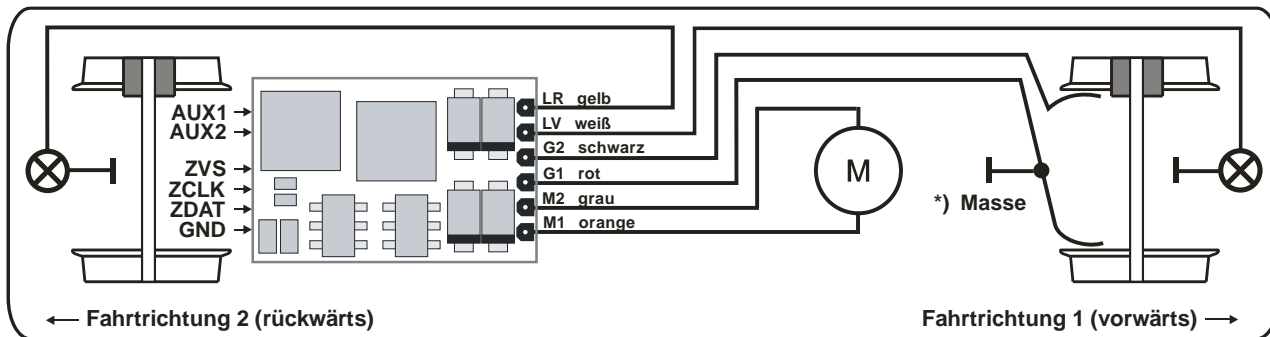 AUX1
AUX2
ZVS
ZCLK
ZDAT
GND
LR gelb
LV weiß
G2 schwarz
G1 rot
M2 grau
M1 orange
M
*) Masse
← Fahrtrichtung 2 (rückwärts)
Fahrtrichtung 1 (vorwärts) →